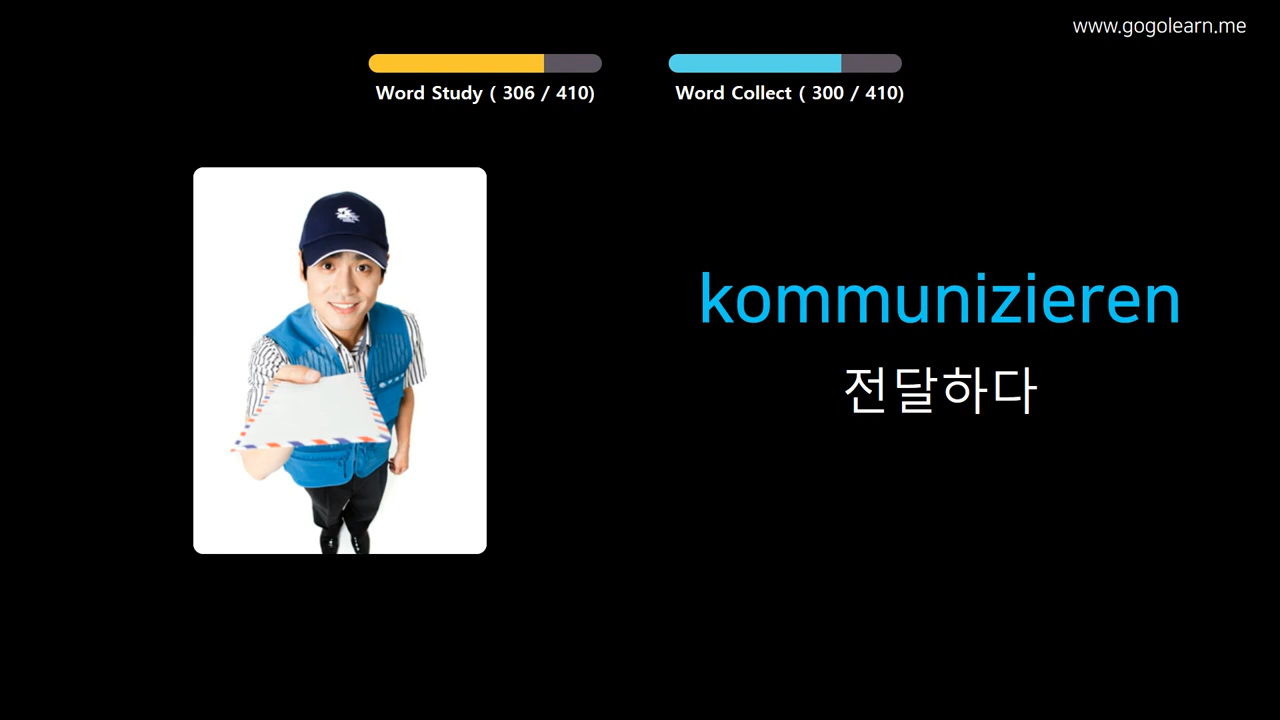 www.gogolearn.me
Word Study ( 306 / 410)
Word Collect ( 300 / 410)
kommunizieren
전달하다